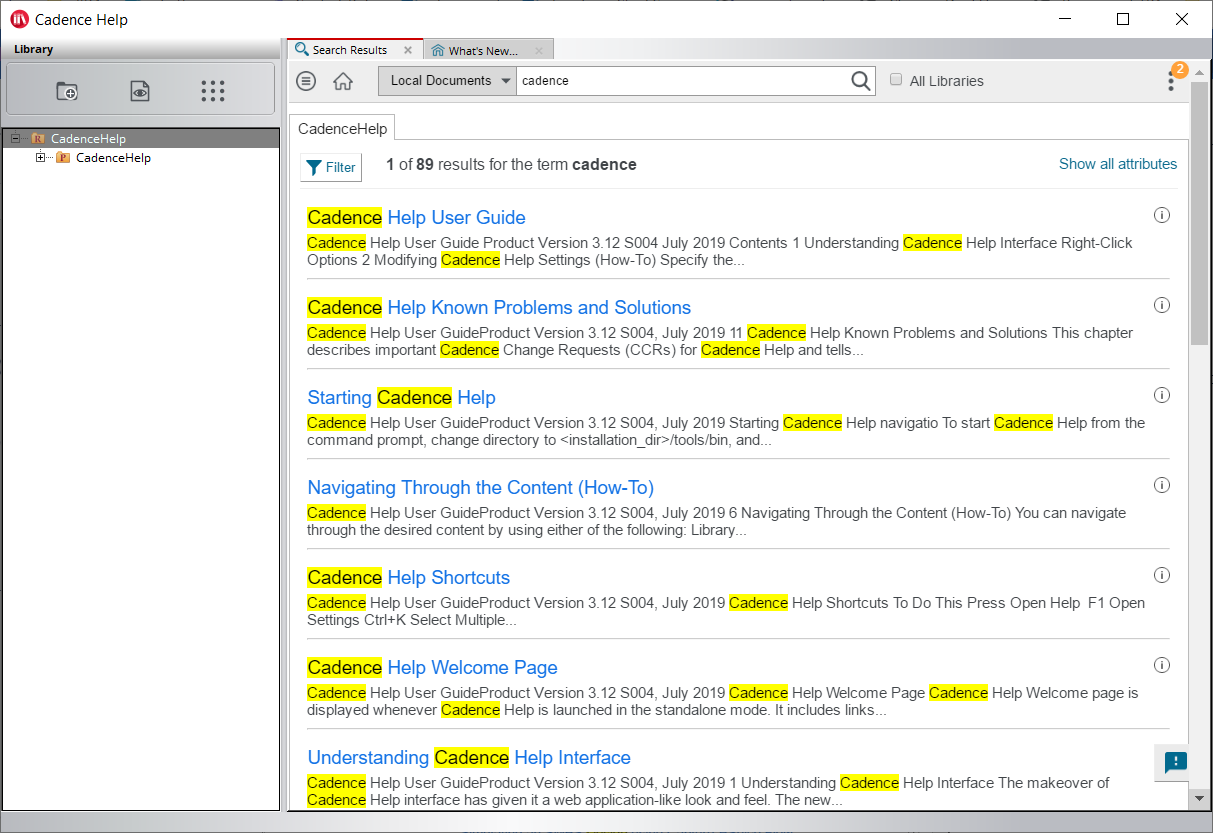 Cadence Help
Library
Search Results
What's New...
Local Documents
cadence
All Libraries
2
R CadenceHelp
P CadenceHelp
CadenceHelp
Filter
1 of 89 results for the term cadence
Show all attributes
Cadence Help User Guide
Cadence Help User Guide Product Version 3.12 S004 July 2019 Contents 1 Understanding Cadence Help Interface Right-Click
Options 2 Modifying Cadence Help Settings (How-To) Specify the...
Cadence Help Known Problems and Solutions
Cadence Help User GuideProduct Version 3.12 S004, July 2019 11 Cadence Help Known Problems and Solutions This chapter
describes important Cadence Change Requests (CCRs) for Cadence Help and tells...
Starting Cadence Help
Cadence Help User GuideProduct Version 3.12 S004, July 2019 Starting Cadence Help navigatio To start Cadence Help from the
command prompt, change directory to <installation_dir>/tools/bin, and...
Navigating Through the Content (How-To)
Cadence Help User GuideProduct Version 3.12 S004, July 2019 6 Navigating Through the Content (How-To) You can navigate
through the desired content by using either of the following: Library...
Cadence Help Shortcuts
Cadence Help User GuideProduct Version 3.12 S004, July 2019 Cadence Help Shortcuts To Do This Press Open Help  F1 Open
Settings Ctrl+K Select Multiple...
Cadence Help Welcome Page
Cadence Help User GuideProduct Version 3.12 S004, July 2019 Cadence Help Welcome Page Cadence Help Welcome page is
displayed whenever Cadence Help is launched in the standalone mode. It includes links...
Understanding Cadence Help Interface
Cadence Help User GuideProduct Version 3.12 S004, July 2019 1 Understanding Cadence Help Interface The makeover of
Cadence Help interface has given it a web application-like look and feel. The new...